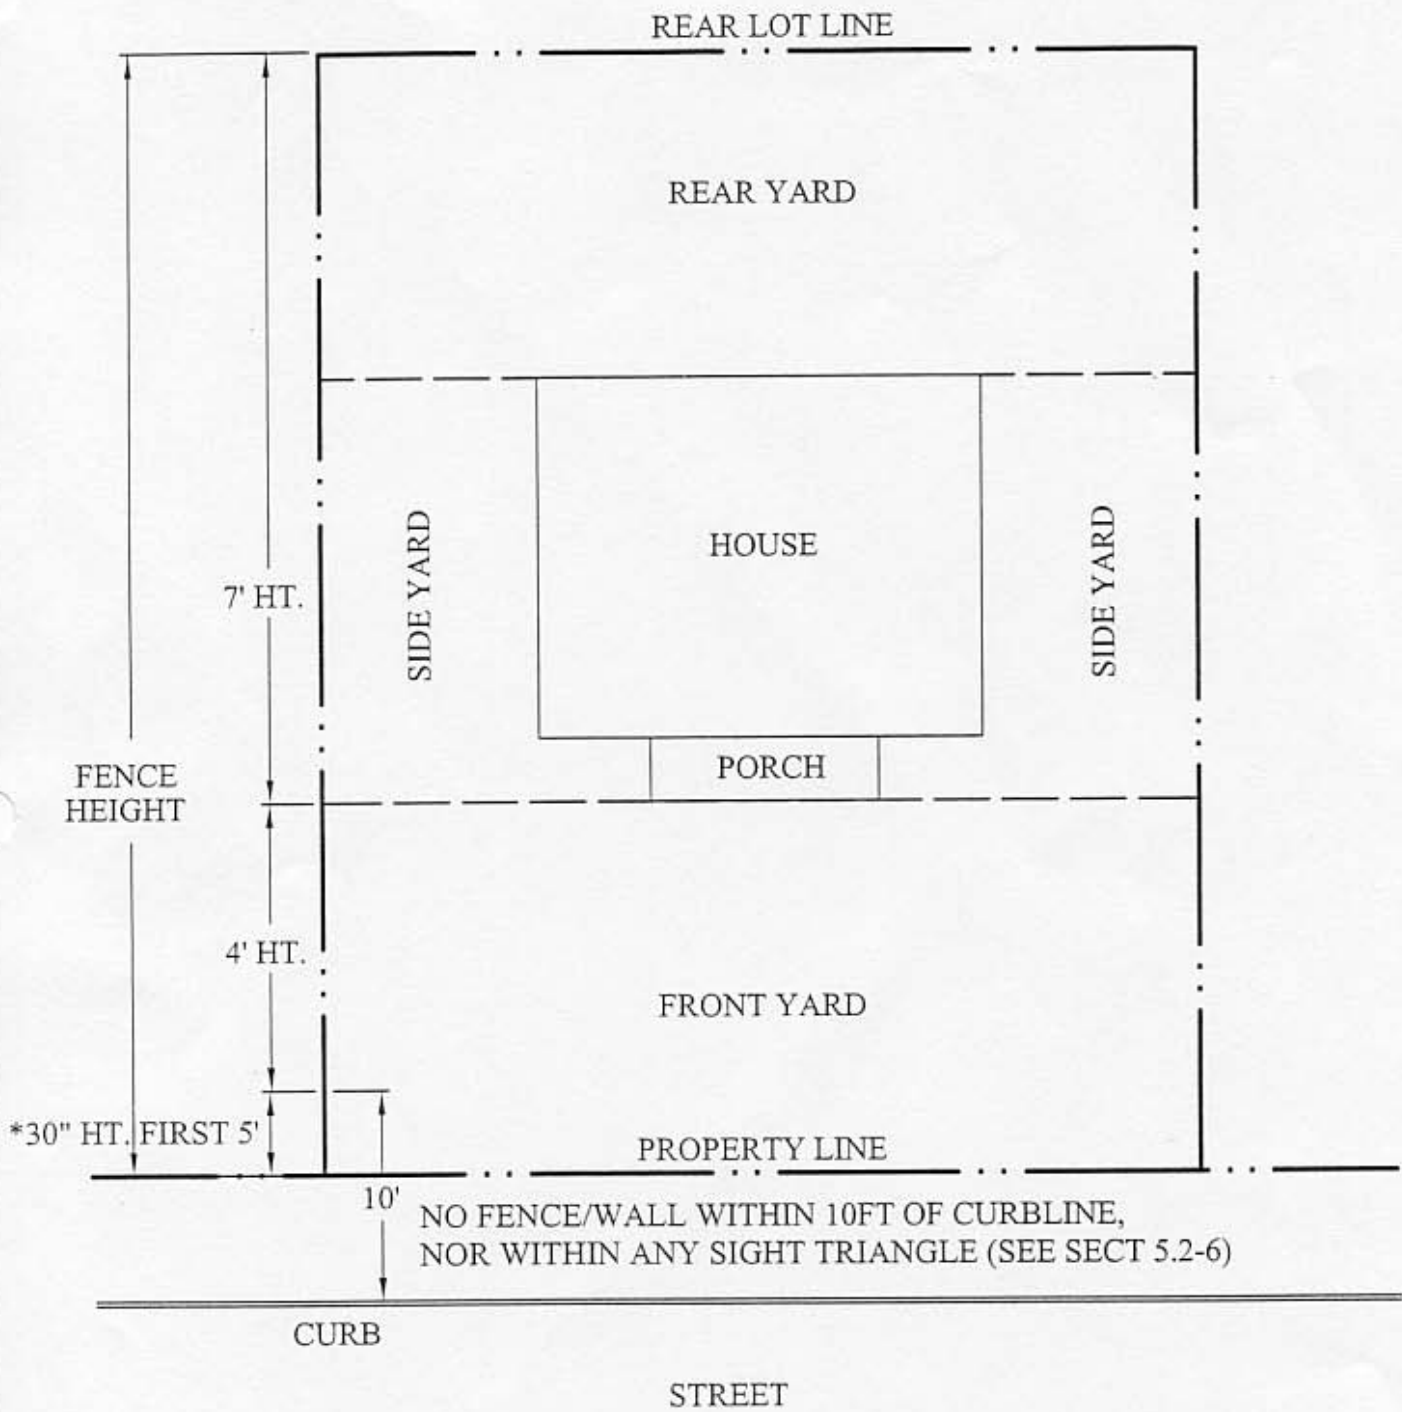 REAR LOT LINE
REAR YARD
SIDE YARD
HOUSE
SIDE YARD
7' HT.
PORCH
FENCE
HEIGHT
4' HT.
FRONT YARD
*30" HT. FIRST 5'
PROPERTY LINE
10'
NO FENCE/WALL WITHIN 10FT OF CURBLINE,
NOR WITHIN ANY SIGHT TRIANGLE (SEE SECT 5.2-6)
CURB
STREET